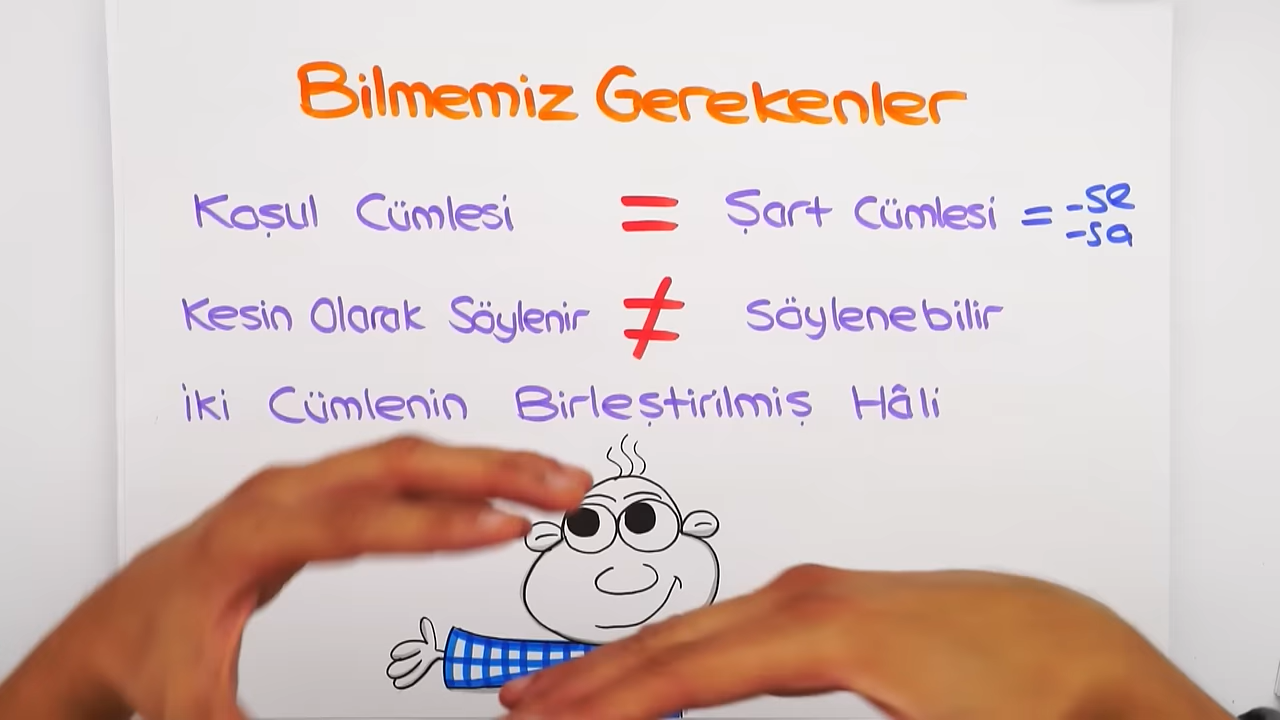 Bilmemiz Gerekenler
Koşul Cümlesi = Şart Cümlesi = -se -sa
Kesin Olarak Söylenir ≠ Söylenebilir
İki Cümlenin Birleştirilmiş Hâli